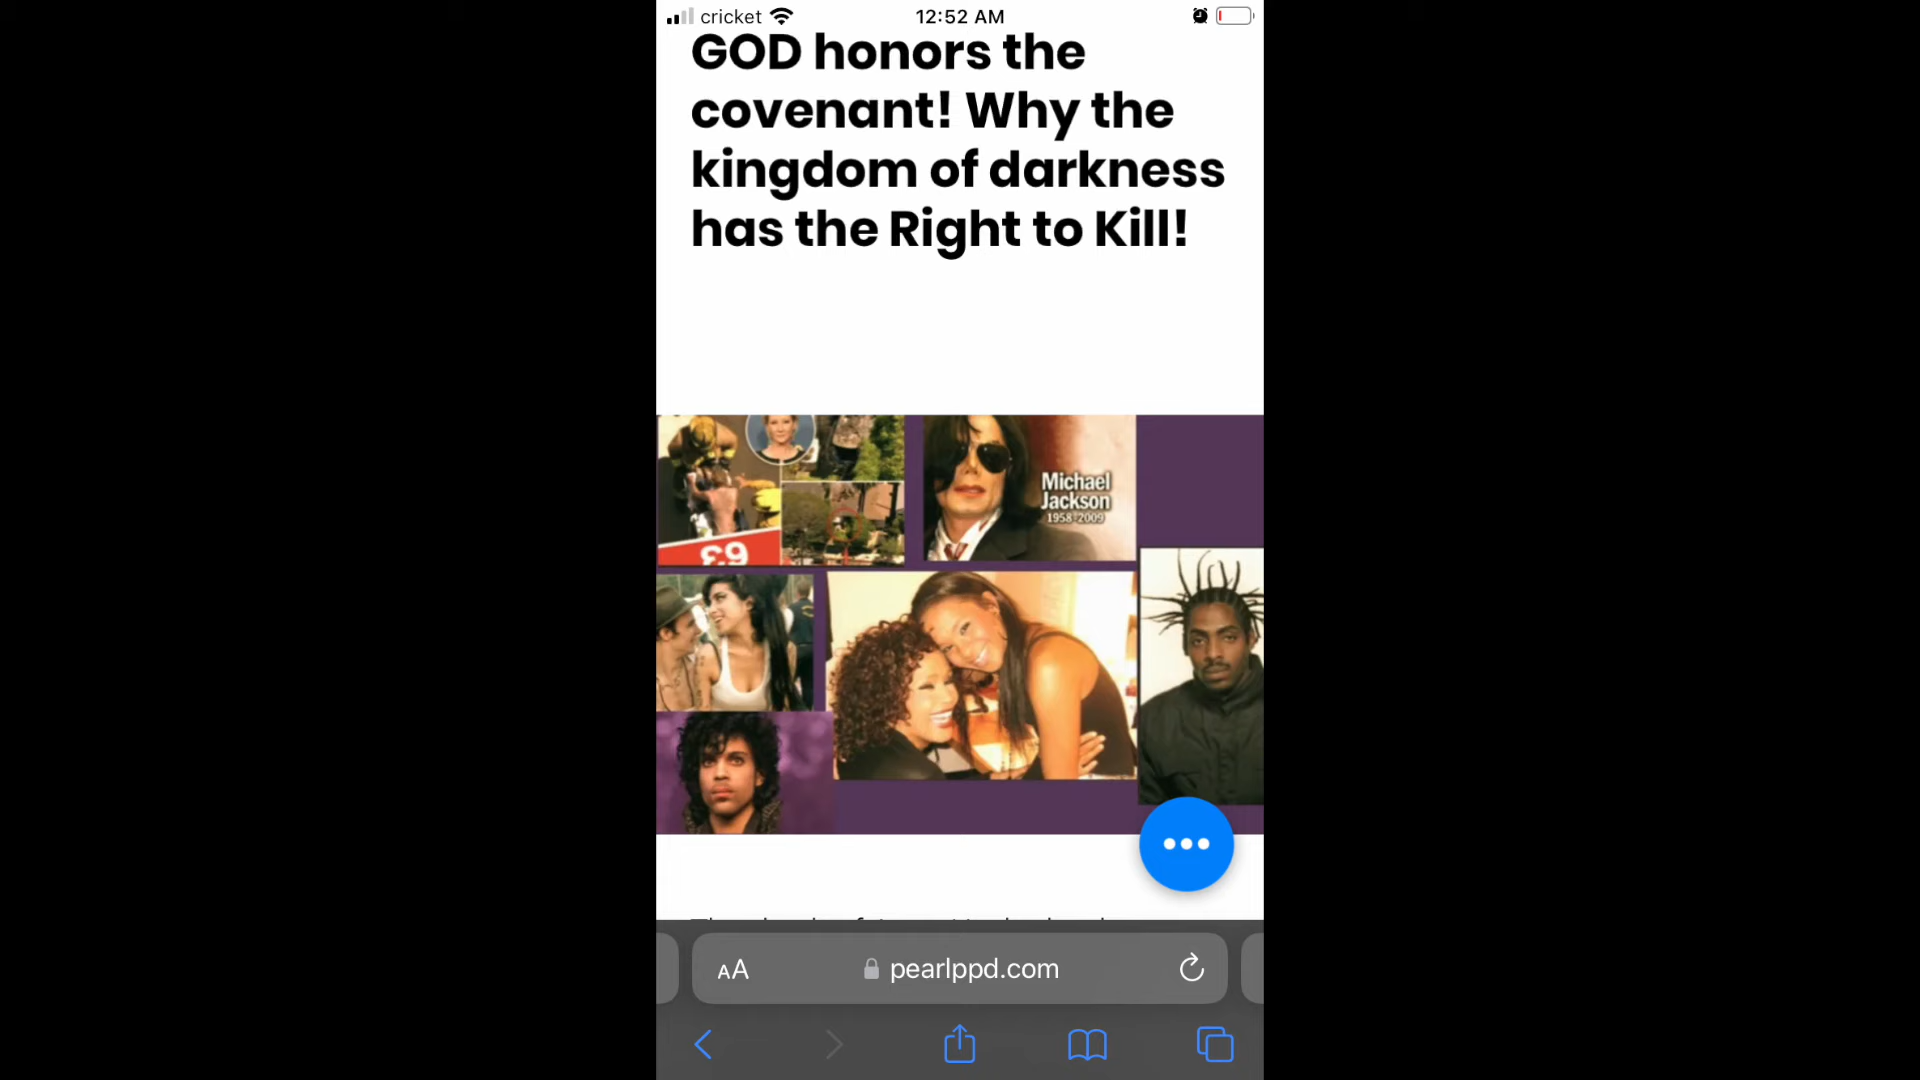 cricket
12:52 AM
GOD honors the
covenant! Why the
kingdom of darkness
has the Right to Kill!
Michael
Jackson
1958-2009
AA
pearlppd.com